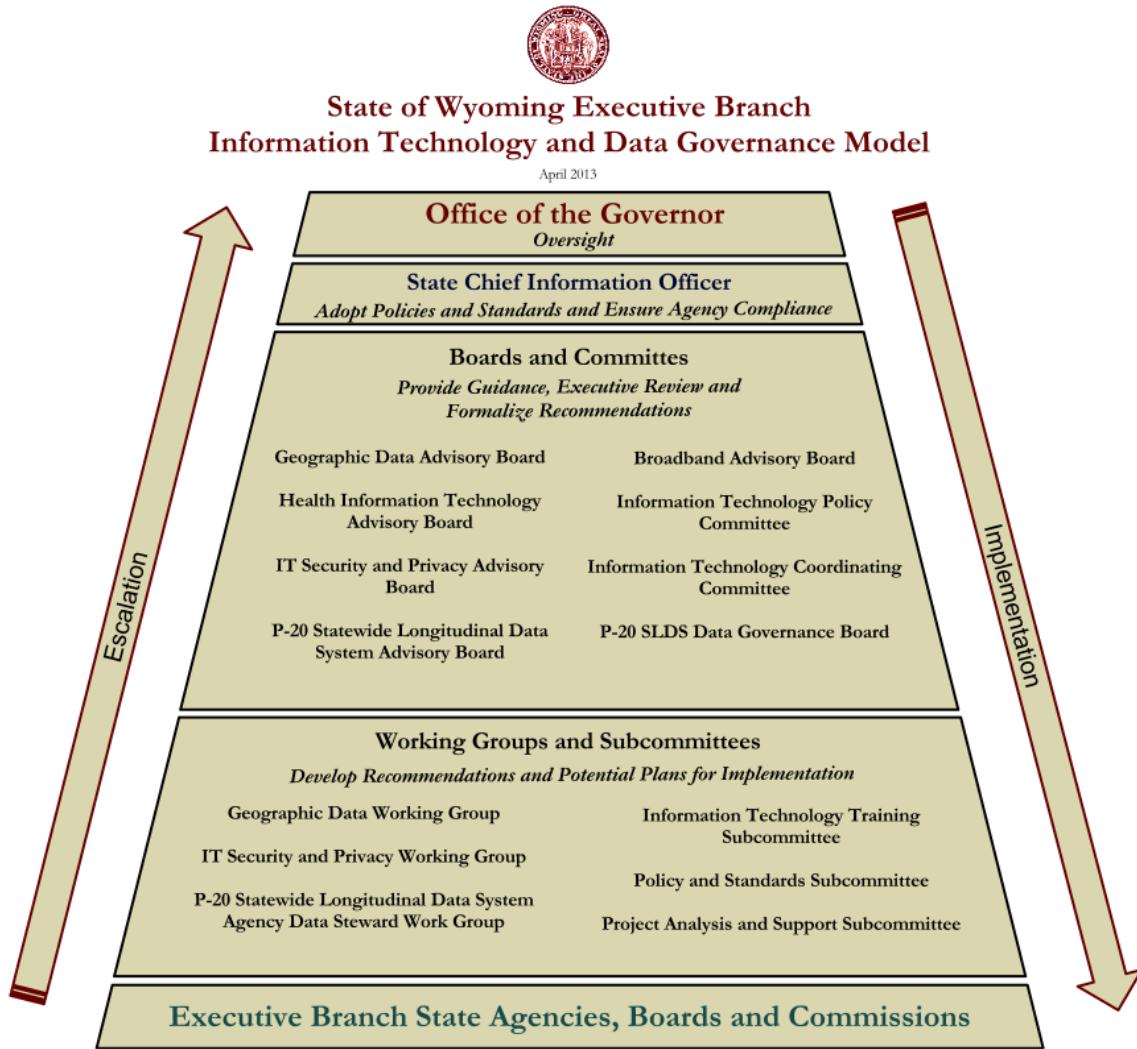 State of Wyoming Executive Branch
Information Technology and Data Governance Model
April 2013
Office of the Governor
Oversight
State Chief Information Officer
Adopt Policies and Standards and Ensure Agency Compliance
Boards and Committes
Provide Guidance, Executive Review and
Formalize Recommendations
Geographic Data Advisory Board
Broadband Advisory Board
Health Information Technology
Advisory Board
Information Technology Policy
Committee
IT Security and Privacy Advisory
Board
Information Technology Coordinating
Committee
P-20 Statewide Longitudinal Data
System Advisory Board
P-20 SLDS Data Governance Board
Escalation
Implementation
Working Groups and Subcommittees
Develop Recommendations and Potential Plans for Implementation
Geographic Data Working Group
Information Technology Training
Subcommittee
IT Security and Privacy Working Group
Policy and Standards Subcommittee
P-20 Statewide Longitudinal Data System
Agency Data Steward Work Group
Project Analysis and Support Subcommittee
Executive Branch State Agencies, Boards and Commissions